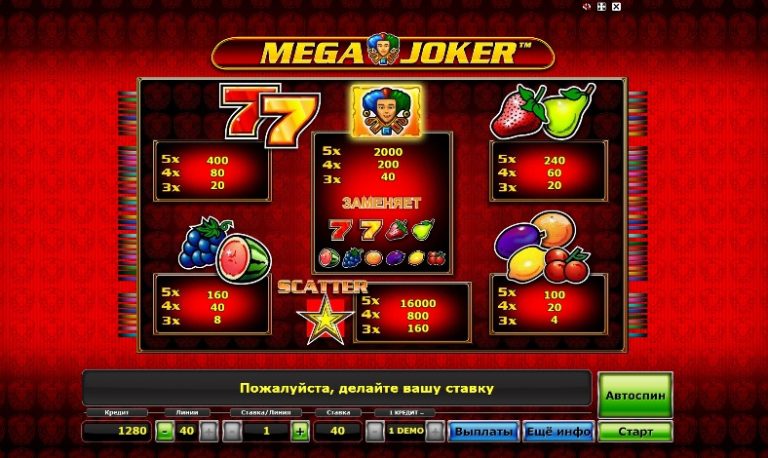 MEGA JOKER™
77
5x 400
4x 80
3x 20
5x 2000
4x 200
3x 40
ЗАМЕНЯЕТ
7 7
5x 240
4x 60
3x 20
5x 160
4x 40
3x 8
SCATTER
5x 16000
4x 800
3x 160
5x 100
4x 20
3x 4
Пожалуйста, делайте вашу ставку
Автоспин
Кредит Линии Ставка/Линия Ставка 1 КРЕДИТ =
1280 - 40 + - 1 + 40 - 1 DEMO + Выплаты Ещё инфо Старт